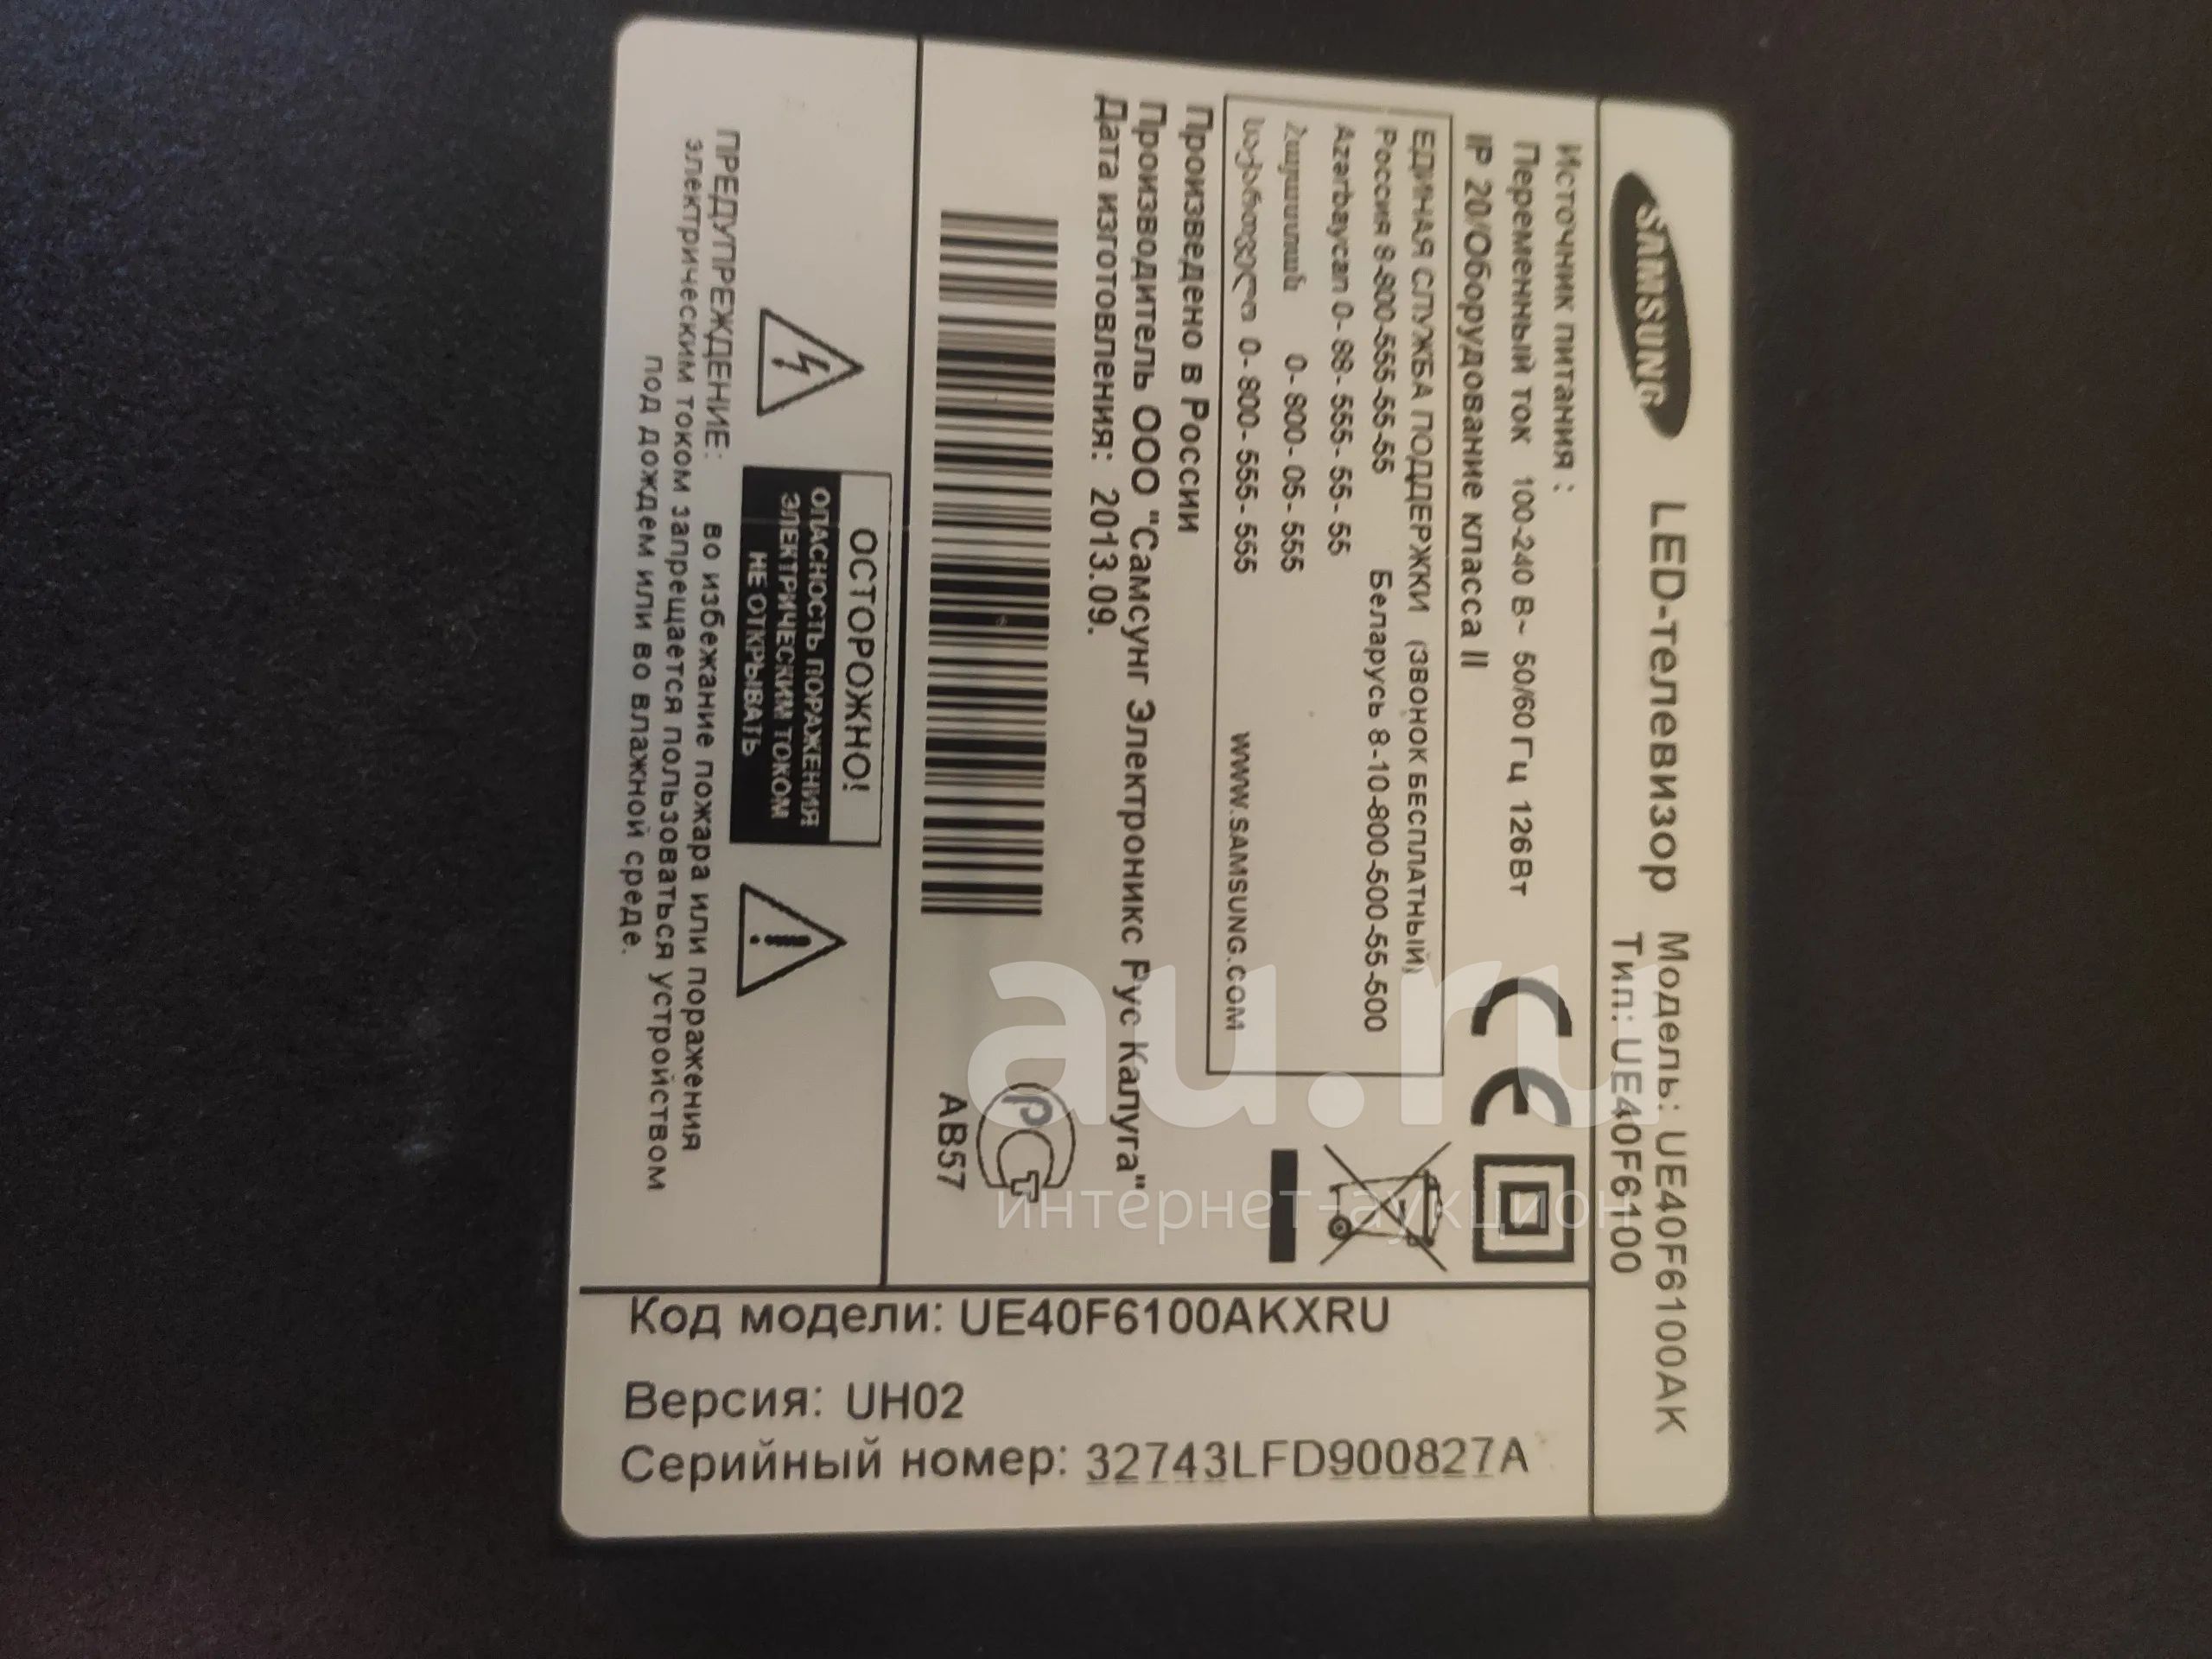 SAMSUNG
LED-телевизор
Модель: UE40F6100AK
Тип: UE40F6100
Источник питания :
Переменный ток 100-240 В~ 50/60 Гц 126Вт
IP 20/Оборудование класса II
ЕДИНАЯ СЛУЖБА ПОДДЕРЖКИ (ЗВОНОК БЕСПЛАТНЫЙ)
Россия 8-800-555-55-55 Беларусь 8-10-800-500-55-500
Azərbaycan 0- 88- 555- 55- 55
Հայաստան 0- 800- 05- 555
საქართველო 0- 800- 555- 555 WWW.SAMSUNG.COM
Произведено в России
Производитель ООО "Самсунг Электроникс Рус Калуга"
Дата изготовления: 2013.09.
CE
РСТ
АВ57
ОСТОРОЖНО!
ОПАСНОСТЬ ПОРАЖЕНИЯ
ЭЛЕКТРИЧЕСКИМ ТОКОМ
НЕ ОТКРЫВАТЬ
ПРЕДУПРЕЖДЕНИЕ: во избежание пожара или поражения
электрическим током запрещается пользоваться устройством
под дождем или во влажной среде.
Код модели: UE40F6100AKXRU
Версия: UH02
Серийный номер: 32743LFD900827A
au.ru
интернет-аукцион